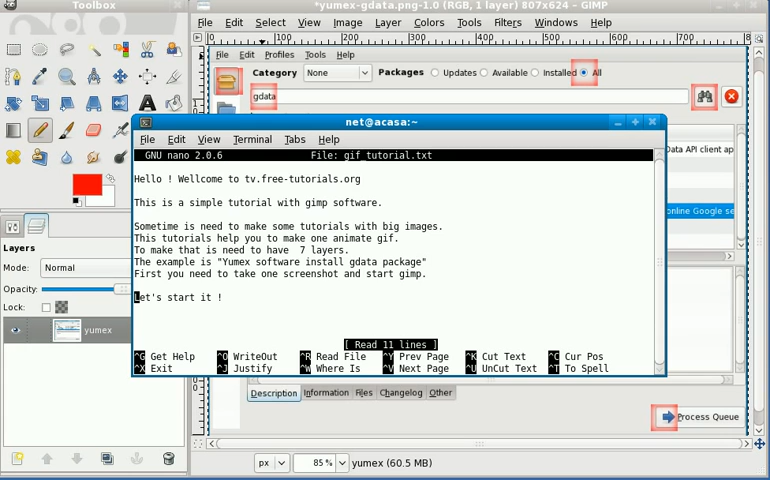 Toolbox
*yumex-gdata.png-1.0 (RGB, 1 layer) 807x624 – GIMP
File Edit Select View Image Layer Colors Tools Filters Windows Help
0 100 200 300 400 500 600 700
File Edit Profiles Tools Help
Category None Packages Updates Available Installed All
gdata
net@acasa:~
File Edit View Terminal Tabs Help
GNU nano 2.0.6 File: gif_tutorial.txt
Data API client ap
Hello ! Wellcome to tv.free-tutorials.org
This is a simple tutorial with gimp software.
online Google se
Sometime is need to make some tutorials with big images.
This tutorials help you to make one animate gif.
To make that is need to have 7 layers.
The example is "Yumex software install gdata package"
First you need to take one screenshot and start gimp.
Let's start it !
[ Read 11 lines ]
^G Get Help ^O WriteOut ^R Read File ^Y Prev Page ^K Cut Text ^C Cur Pos
^X Exit ^J Justify ^W Where Is ^V Next Page ^U UnCut Text ^T To Spell
Layers
Mode: Normal
Opacity:
Lock:
yumex
Description Information Files Changelog Other
Process Queue
px 85% yumex (60.5 MB)